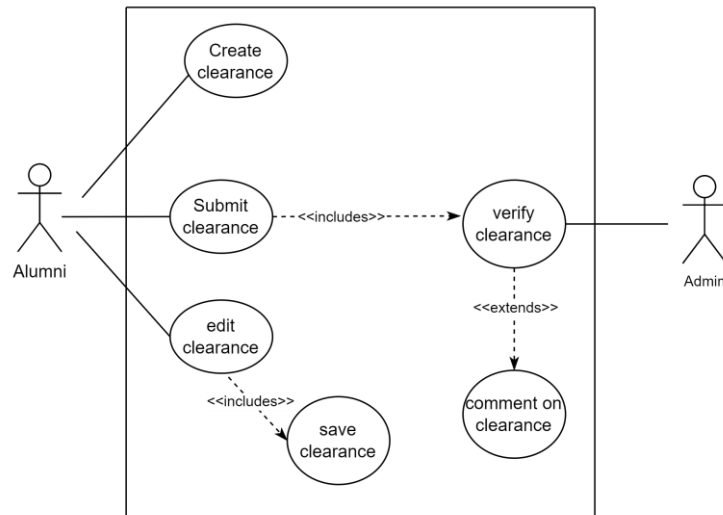 Create
clearance
Submit
clearance
<<includes>>
verify
clearance
Alumni
Admin
<<extends>>
edit
clearance
<<includes>>
save
clearance
comment on
clearance